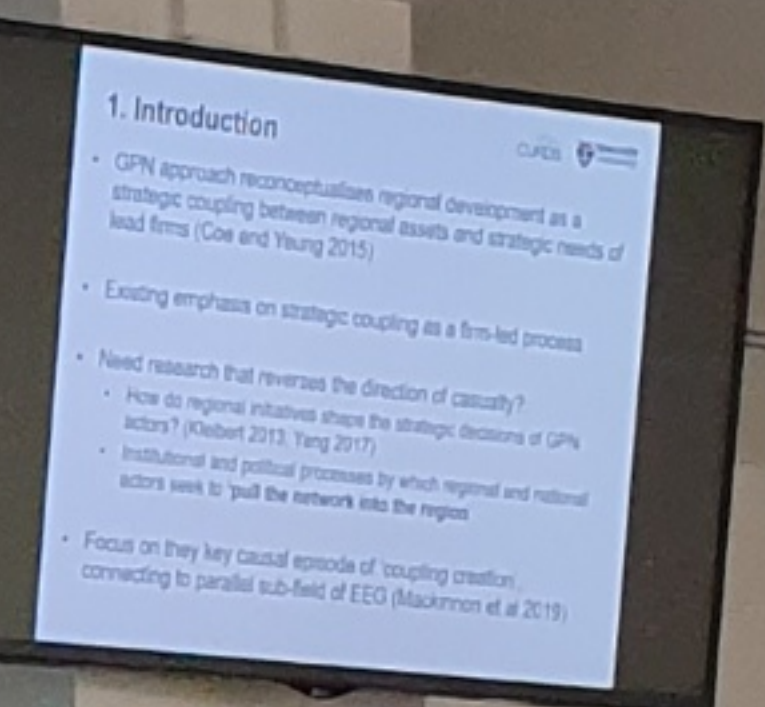 1. Introduction
CURDS
• GPN approach reconceptualises regional development as a
strategic coupling between regional assets and strategic needs of
lead firms (Coe and Yeung 2015)
• Existing emphasis on strategic coupling as a firm-led process
• Need research that reverses the direction of casualty?
• How do regional initiatives shape the strategic decisions of GPN
actors? (Kleibert 2013; Yang 2017)
• Institutional and political processes by which regional and national
actors seek to 'pull the network into the region
• Focus on they key causal episode of 'coupling creation',
connecting to parallel sub-field of EEG (Mackinnon et al 2019)